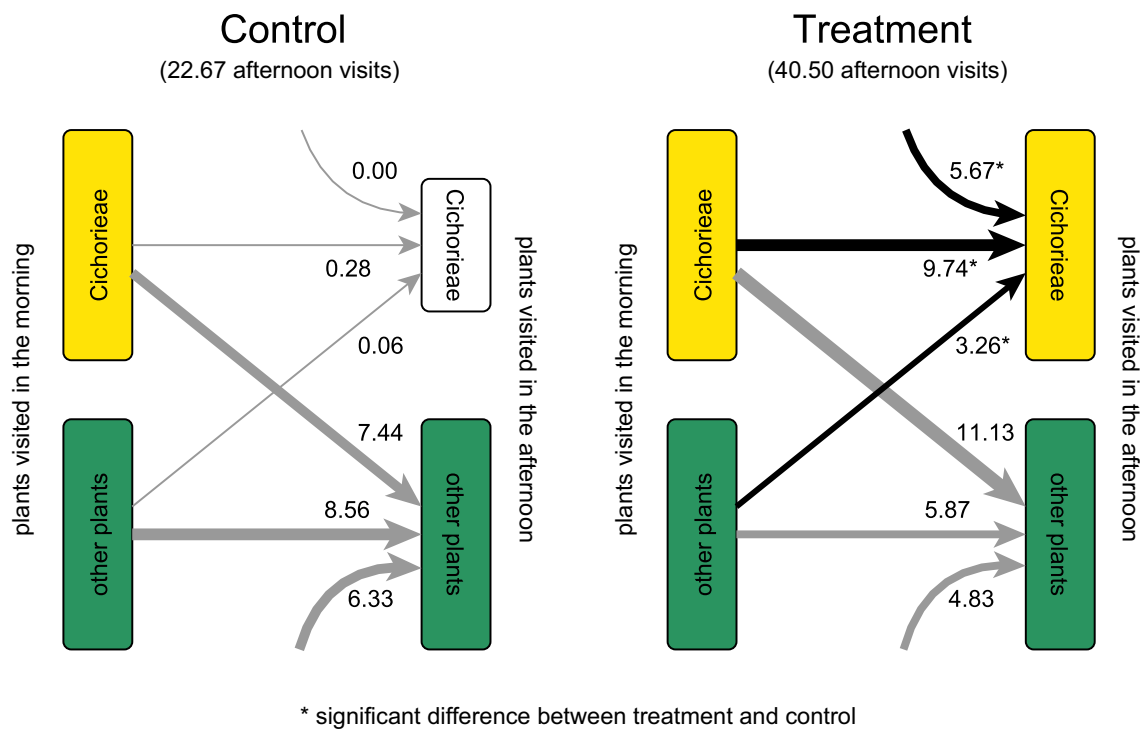 Control
(22.67 afternoon visits)
plants visited in the morning
Cichorieae
other plants
0.00
0.28
0.06
7.44
8.56
6.33
Cichorieae
other plants
plants visited in the afternoon
Treatment
(40.50 afternoon visits)
plants visited in the morning
Cichorieae
other plants
5.67*
9.74*
3.26*
11.13
5.87
4.83
Cichorieae
other plants
plants visited in the afternoon
* significant difference between treatment and control